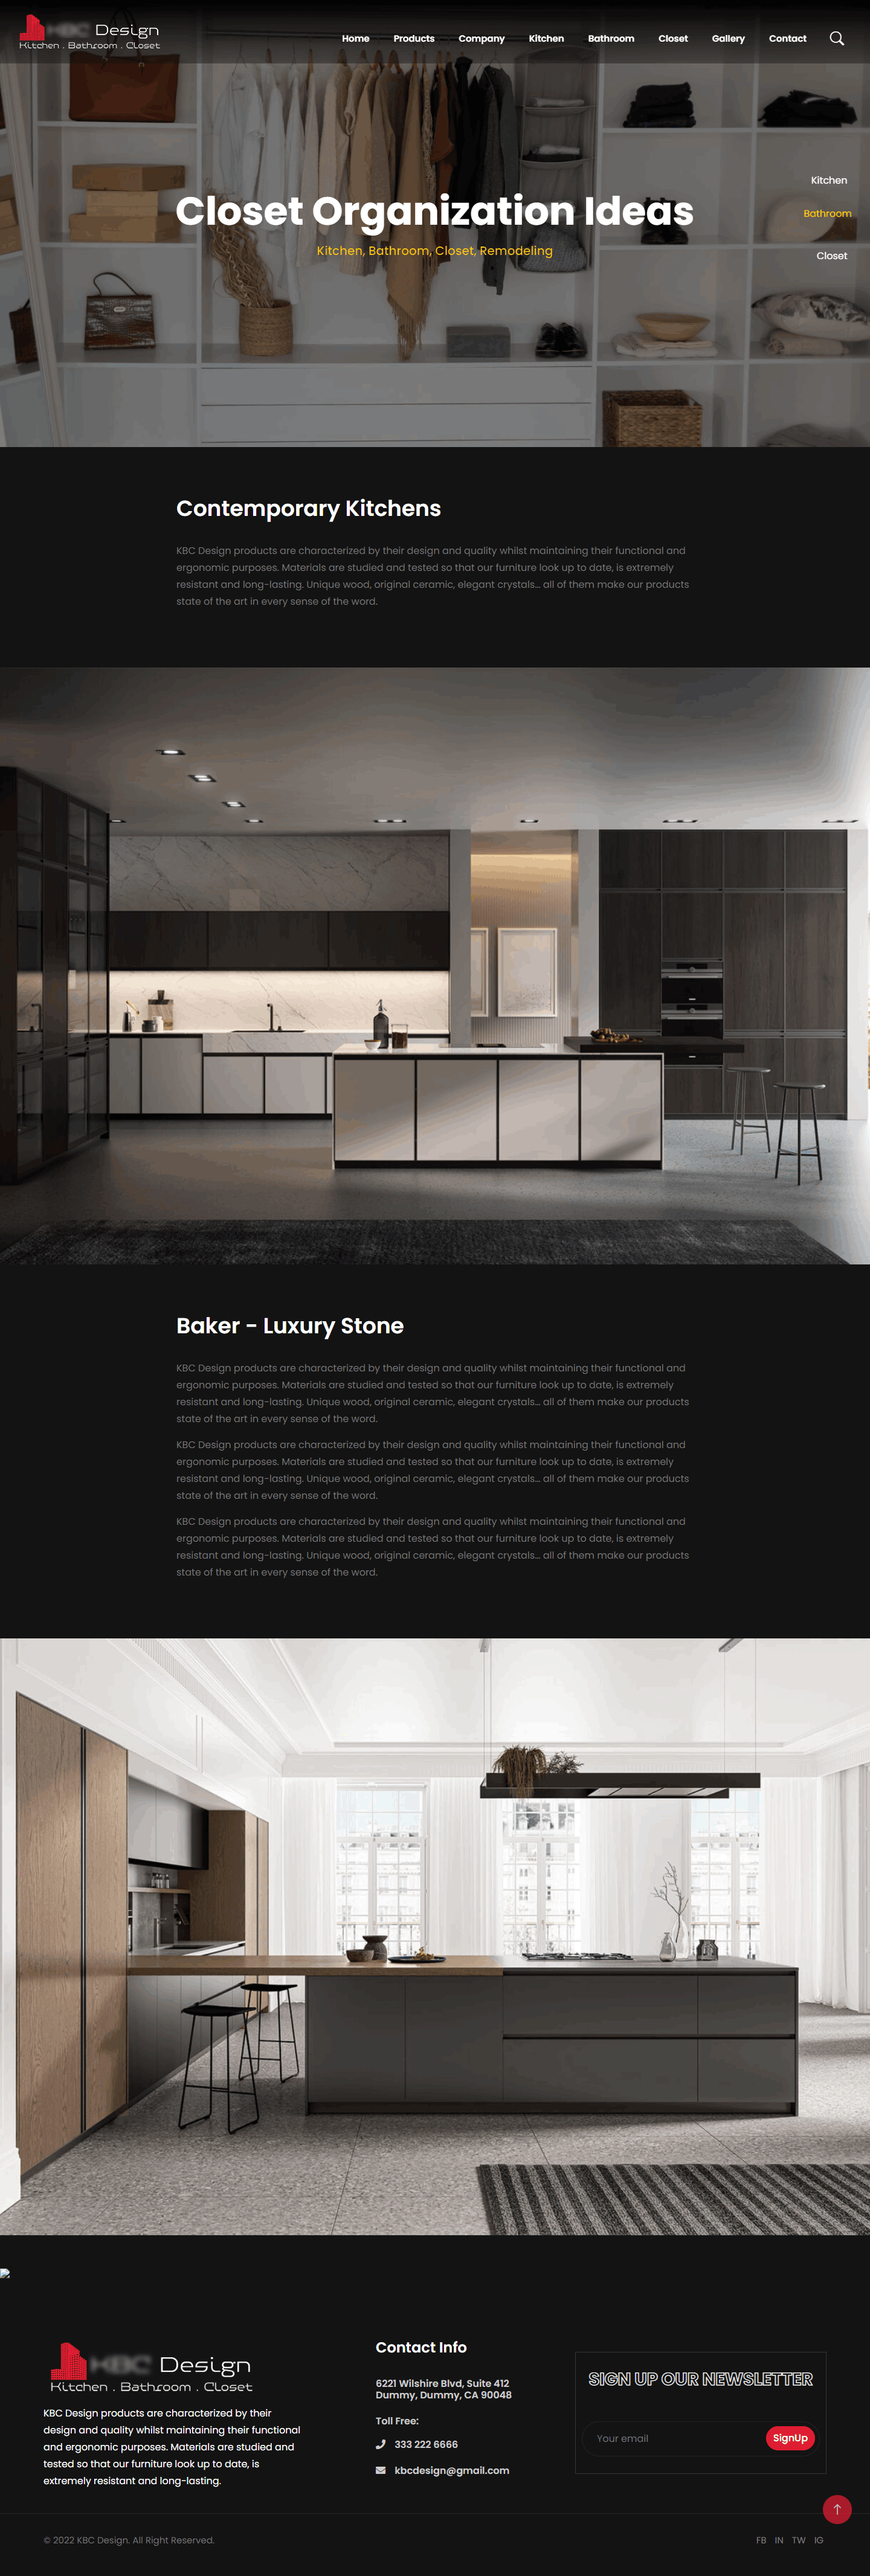 Design
Kitchen . Bathroom . Closet
Home Products Company Kitchen Bathroom Closet Gallery Contact
Kitchen
Closet Organization Ideas
Bathroom
Kitchen, Bathroom, Closet, Remodeling
Closet
Contemporary Kitchens
KBC Design products are characterized by their design and quality whilst maintaining their functional and
ergonomic purposes. Materials are studied and tested so that our furniture look up to date, is extremely
resistant and long-lasting. Unique wood, original ceramic, elegant crystals... all of them make our products
state of the art in every sense of the word.
Baker - Luxury Stone
KBC Design products are characterized by their design and quality whilst maintaining their functional and
ergonomic purposes. Materials are studied and tested so that our furniture look up to date, is extremely
resistant and long-lasting. Unique wood, original ceramic, elegant crystals... all of them make our products
state of the art in every sense of the word.
KBC Design products are characterized by their design and quality whilst maintaining their functional and
ergonomic purposes. Materials are studied and tested so that our furniture look up to date, is extremely
resistant and long-lasting. Unique wood, original ceramic, elegant crystals... all of them make our products
state of the art in every sense of the word.
KBC Design products are characterized by their design and quality whilst maintaining their functional and
ergonomic purposes. Materials are studied and tested so that our furniture look up to date, is extremely
resistant and long-lasting. Unique wood, original ceramic, elegant crystals... all of them make our products
state of the art in every sense of the word.
KBC Design
Kitchen . Bathroom . Closet
KBC Design products are characterized by their
design and quality whilst maintaining their functional
and ergonomic purposes. Materials are studied and
tested so that our furniture look up to date, is
extremely resistant and long-lasting.
Contact Info
6221 Wilshire Blvd, Suite 412
Dummy, Dummy, CA 90048
Toll Free:
333 222 6666
kbcdesign@gmail.com
SIGN UP OUR NEWSLETTER
Your email SignUp
© 2022 KBC Design. All Right Reserved.
FB IN TW IG